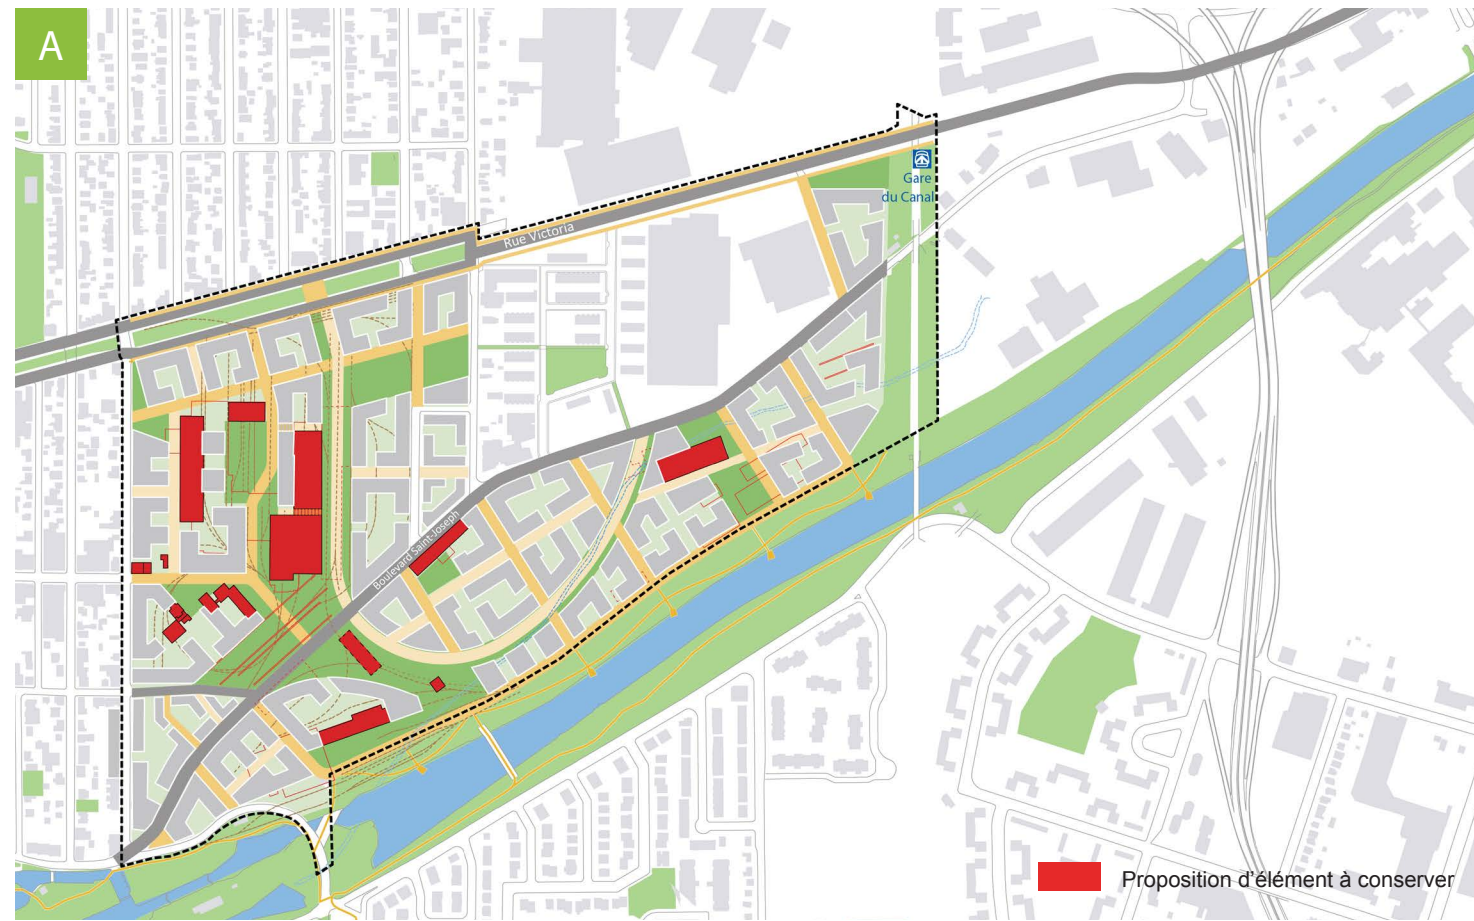 A
Gare
du Canal
Rue Victoria
Boulevard Saint-Joseph
Proposition d'élément à conserver